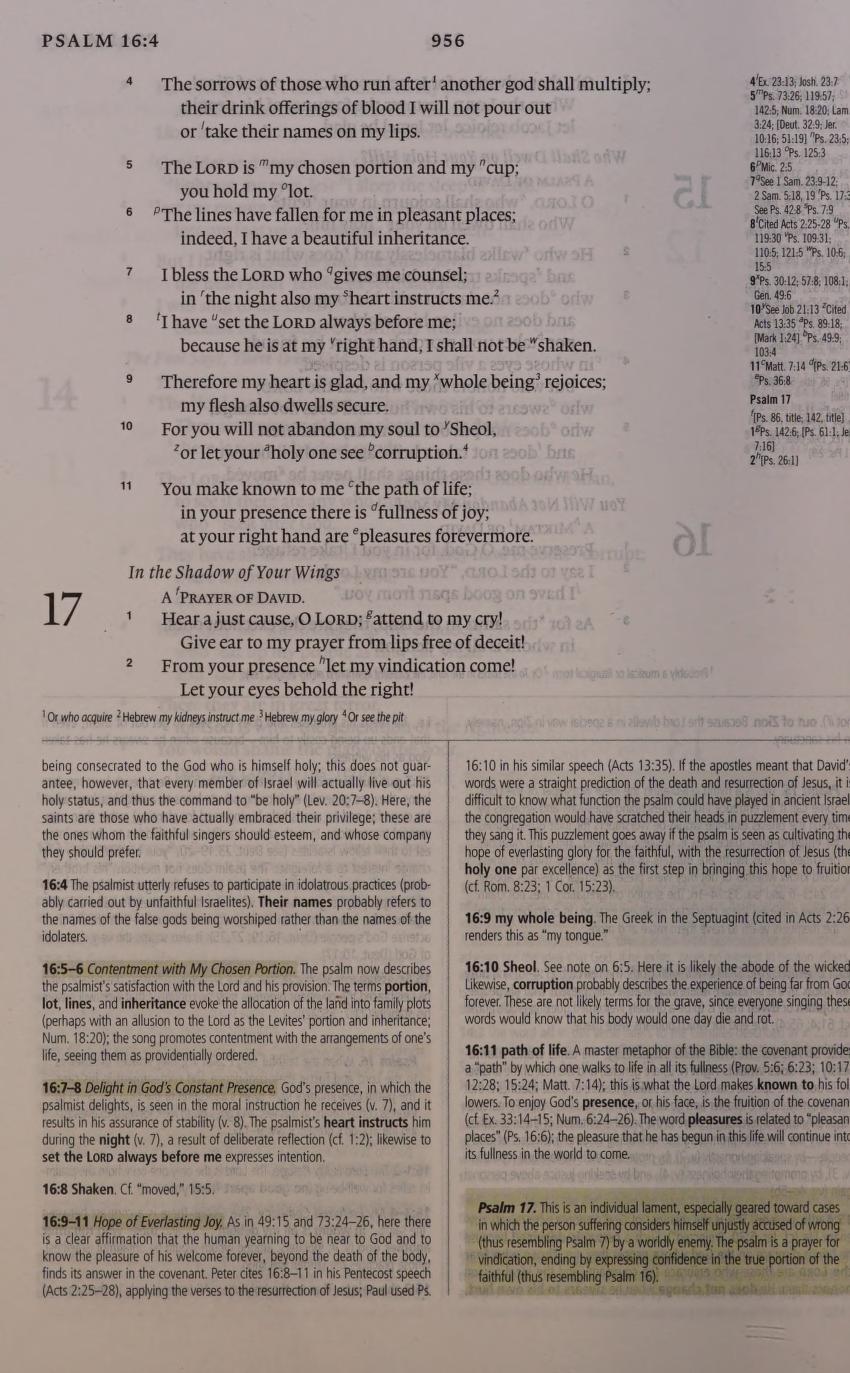 PSALM 16:4
956
4 The sorrows of those who run after¹ another god shall multiply;
their drink offerings of blood I will not pour out
or ˡtake their names on my lips.
5 The LORD is ᵐmy chosen portion and my ⁿcup;
you hold my ᵒlot.
6 ᵖThe lines have fallen for me in pleasant places;
indeed, I have a beautiful inheritance.
7 I bless the LORD who ᑫgives me counsel;
in ʳthe night also my ˢheart instructs me.²
8 ᵗI have ᵘset the LORD always before me;
because he is at my ᵛright hand, I shall not be ʷshaken.
9 Therefore my heart is glad, and my ˣwhole being³ rejoices;
my flesh also dwells secure.
10 For you will not abandon my soul to ʸSheol,
ᶻor let your ᵃholy one see ᵇcorruption.⁴
11 You make known to me ᶜthe path of life;
in your presence there is ᵈfullness of joy;
at your right hand are ᵉpleasures forevermore.
In the Shadow of Your Wings
17 A ᶠPRAYER OF DAVID.
1 Hear a just cause, O LORD; ᵍattend to my cry!
Give ear to my prayer from lips free of deceit!
2 From your presence ʰlet my vindication come!
Let your eyes behold the right!
¹ Or who acquire ² Hebrew my kidneys instruct me ³ Hebrew my glory ⁴ Or see the pit
4ˡEx. 23:13; Josh. 23:7
5ᵐPs. 73:26; 119:57;
142:5; Num. 18:20; Lam
3:24; [Deut. 32:9; Jer.
10:16; 51:19] ⁿPs. 23:5;
116:13 ᵒPs. 125:3
6ᵖMic. 2:5
7ᑫSee 1 Sam. 23:9-12;
2 Sam. 5:18, 19 ʳPs. 17:3
See Ps. 42:8 ˢPs. 7:9
8ᵗCited Acts 2:25-28 ᵘPs.
119:30 ᵛPs. 109:31;
110:5; 121:5 ʷPs. 10:6;
15:5
9ˣPs. 30:12; 57:8; 108:1;
Gen. 49:6
10ʸSee Job 21:13 ᶻCited
Acts 13:35 ᵃPs. 89:18;
[Mark 1:24] ᵇPs. 49:9;
103:4
11ᶜMatt. 7:14 ᵈ[Ps. 21:6
ᵉPs. 36:8
Psalm 17
ᶠ[Ps. 86, title; 142, title]
1ᵍPs. 142:6; [Ps. 61:1; Je
7:16]
2ʰ[Ps. 26:1]
being consecrated to the God who is himself holy; this does not guar-
antee, however, that every member of Israel will actually live out his
holy status, and thus the command to “be holy” (Lev. 20:7–8). Here, the
saints are those who have actually embraced their privilege; these are
the ones whom the faithful singers should esteem, and whose company
they should prefer.
16:4 The psalmist utterly refuses to participate in idolatrous practices (prob-
ably carried out by unfaithful Israelites). Their names probably refers to
the names of the false gods being worshiped rather than the names of the
idolaters.
16:5–6 Contentment with My Chosen Portion. The psalm now describes
the psalmist's satisfaction with the Lord and his provision. The terms portion,
lot, lines, and inheritance evoke the allocation of the land into family plots
(perhaps with an allusion to the Lord as the Levites' portion and inheritance;
Num. 18:20); the song promotes contentment with the arrangements of one's
life, seeing them as providentially ordered.
16:7–8 Delight in God's Constant Presence. God's presence, in which the
psalmist delights, is seen in the moral instruction he receives (v. 7), and it
results in his assurance of stability (v. 8). The psalmist's heart instructs him
during the night (v. 7), a result of deliberate reflection (cf. 1:2); likewise to
set the LORD always before me expresses intention.
16:8 Shaken. Cf. “moved,” 15:5.
16:9–11 Hope of Everlasting Joy. As in 49:15 and 73:24–26, here there
is a clear affirmation that the human yearning to be near to God and to
know the pleasure of his welcome forever, beyond the death of the body,
finds its answer in the covenant. Peter cites 16:8–11 in his Pentecost speech
(Acts 2:25–28), applying the verses to the resurrection of Jesus; Paul used Ps.
16:10 in his similar speech (Acts 13:35). If the apostles meant that David'
words were a straight prediction of the death and resurrection of Jesus, it i
difficult to know what function the psalm could have played in ancient Israel
the congregation would have scratched their heads in puzzlement every time
they sang it. This puzzlement goes away if the psalm is seen as cultivating the
hope of everlasting glory for the faithful, with the resurrection of Jesus (the
holy one par excellence) as the first step in bringing this hope to fruition
(cf. Rom. 8:23; 1 Cor. 15:23).
16:9 my whole being. The Greek in the Septuagint (cited in Acts 2:26
renders this as “my tongue.”
16:10 Sheol. See note on 6:5. Here it is likely the abode of the wicked
Likewise, corruption probably describes the experience of being far from God
forever. These are not likely terms for the grave, since everyone singing these
words would know that his body would one day die and rot.
16:11 path of life. A master metaphor of the Bible: the covenant provide
a “path” by which one walks to life in all its fullness (Prov. 5:6; 6:23; 10:17
12:28; 15:24; Matt. 7:14); this is what the Lord makes known to his fol
lowers. To enjoy God's presence, or his face, is the fruition of the covenan
(cf. Ex. 33:14–15; Num. 6:24–26). The word pleasures is related to “pleasan
places” (Ps. 16:6); the pleasure that he has begun in this life will continue into
its fullness in the world to come.
Psalm 17. This is an individual lament, especially geared toward cases
in which the person suffering considers himself unjustly accused of wrong
(thus resembling Psalm 7) by a worldly enemy. The psalm is a prayer for
vindication, ending by expressing confidence in the true portion of the
faithful (thus resembling Psalm 16).